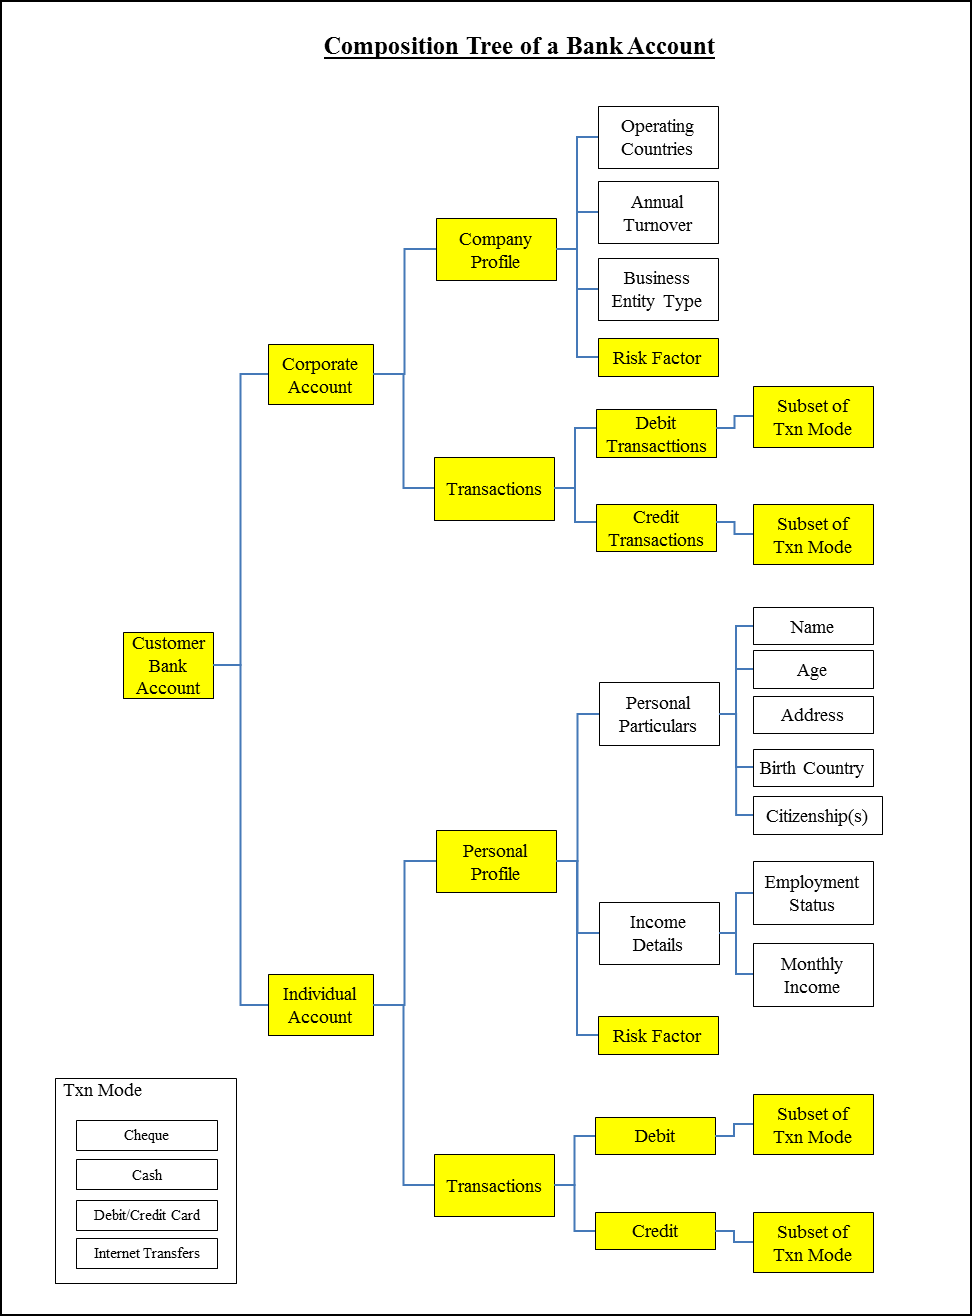 Composition Tree of a Bank Account
Operating
Countries
Annual
Turnover
Company
Profile
Business
Entity Type
Risk Factor
Corporate
Account
Subset of
Txn Mode
Debit
Transacttions
Transactions
Credit
Transactions
Subset of
Txn Mode
Customer
Bank
Account
Name
Age
Personal
Particulars
Address
Birth Country
Citizenship(s)
Personal
Profile
Employment
Status
Income
Details
Monthly
Income
Individual
Account
Risk Factor
Txn Mode
Cheque
Cash
Debit/Credit Card
Internet Transfers
Subset of
Txn Mode
Debit
Transactions
Credit
Subset of
Txn Mode